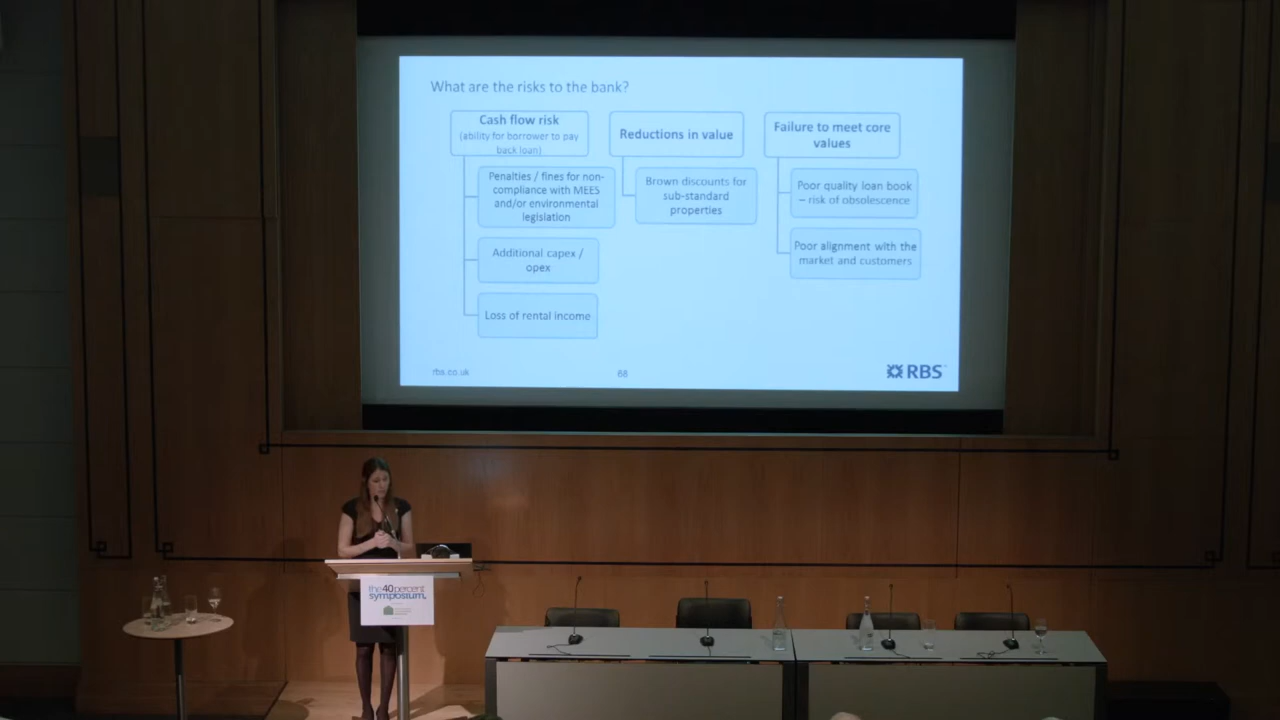 What are the risks to the bank?
Cash flow risk
(ability for borrower to pay
back loan)
Penalties / fines for non-
compliance with MEES
and/or environmental
legislation
Additional capex /
opex
Loss of rental income
Reductions in value
Brown discounts for
sub-standard
properties
Failure to meet core
values
Poor quality loan book
– risk of obsolescence
Poor alignment with the
market and customers
rbs.co.uk
68
RBS
the 40 percent
symposium.